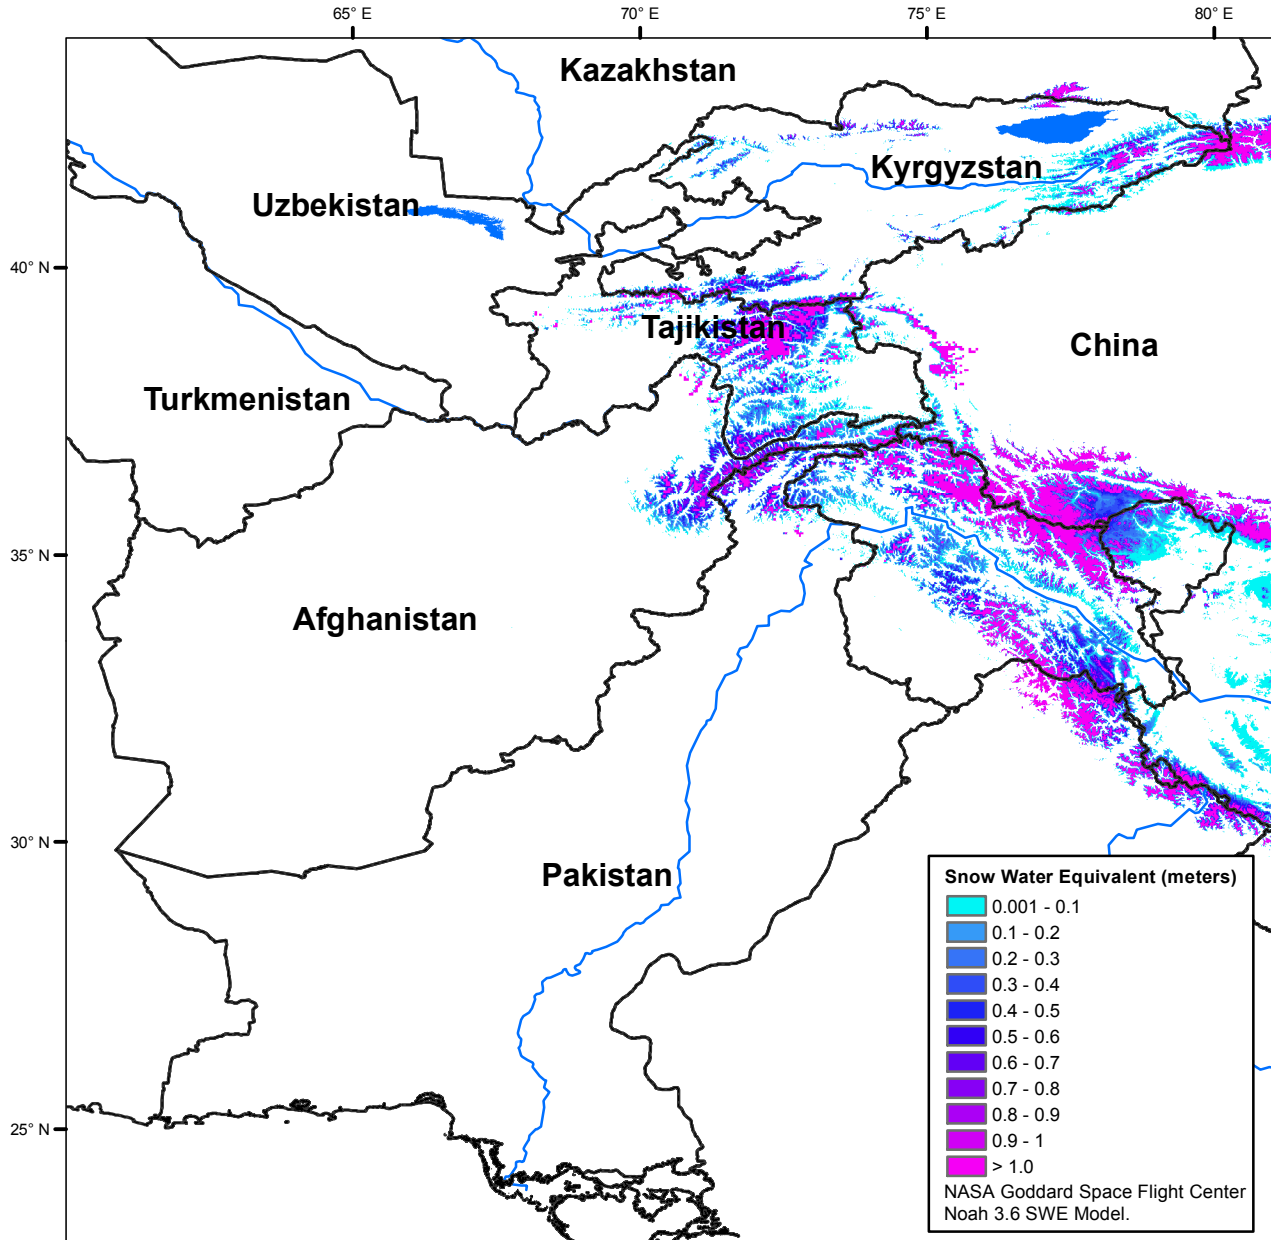 65° E
70° E
75° E
80° E
Kazakhstan
Kyrgyzstan
Uzbekistan
40° N
Tajikistan
China
Turkmenistan
35° N
Afghanistan
30° N
Pakistan
25° N
Snow Water Equivalent (meters)
0.001 - 0.1
0.1 - 0.2
0.2 - 0.3
0.3 - 0.4
0.4 - 0.5
0.5 - 0.6
0.6 - 0.7
0.7 - 0.8
0.8 - 0.9
0.9 - 1
> 1.0
NASA Goddard Space Flight Center
Noah 3.6 SWE Model.